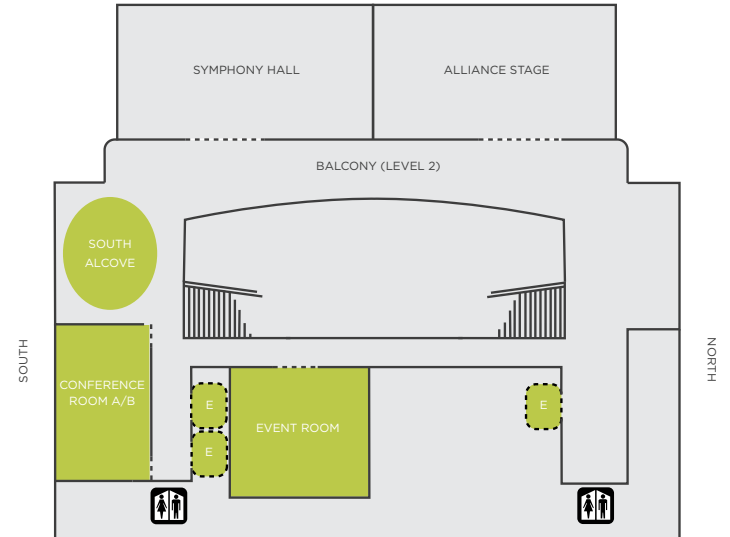 SYMPHONY HALL
ALLIANCE STAGE
BALCONY (LEVEL 2)
SOUTH
ALCOVE
SOUTH
NORTH
CONFERENCE
ROOM A/B
E
E
EVENT ROOM
E